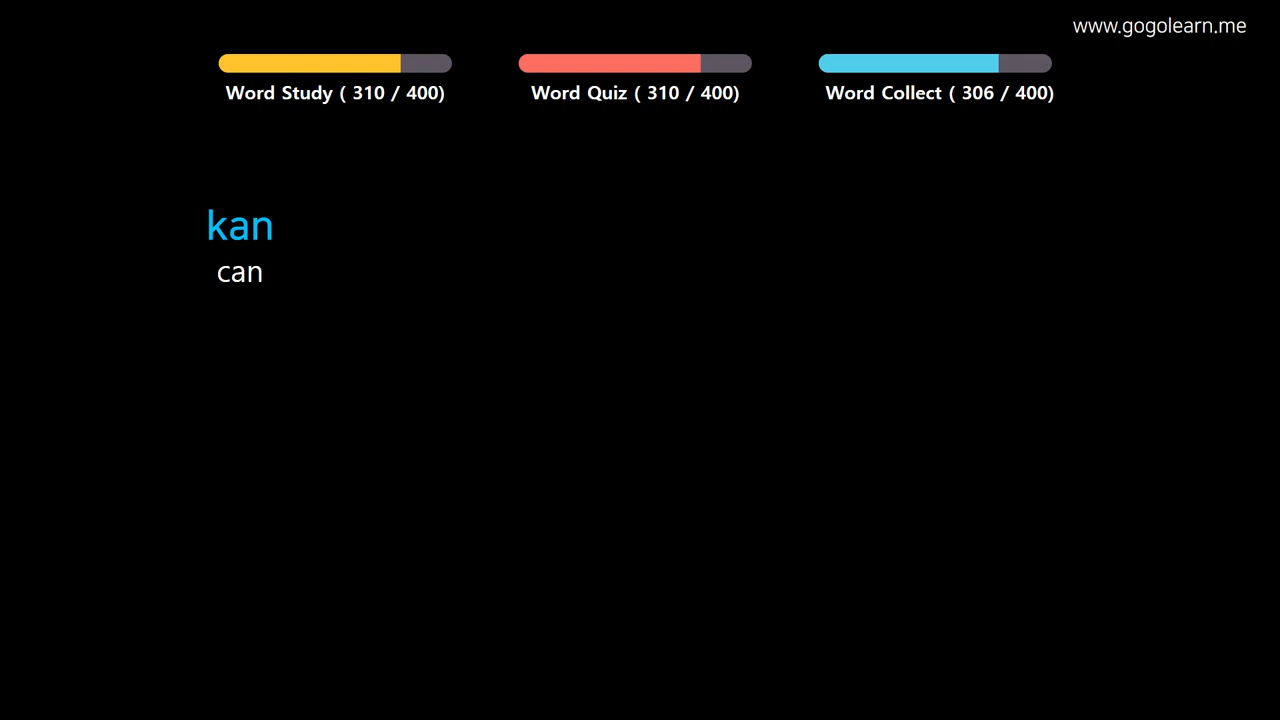 www.gogolearn.me
Word Study ( 310 / 400)
Word Quiz ( 310 / 400)
Word Collect ( 306 / 400)
kan
can